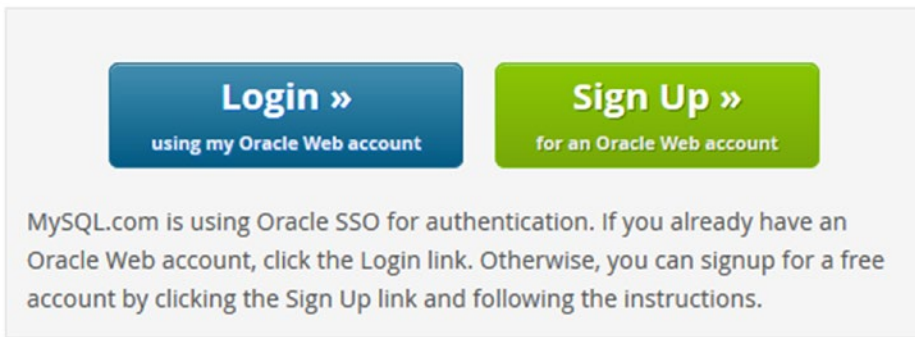 Login »
using my Oracle Web account
Sign Up »
for an Oracle Web account
MySQL.com is using Oracle SSO for authentication. If you already have an
Oracle Web account, click the Login link. Otherwise, you can signup for a free
account by clicking the Sign Up link and following the instructions.